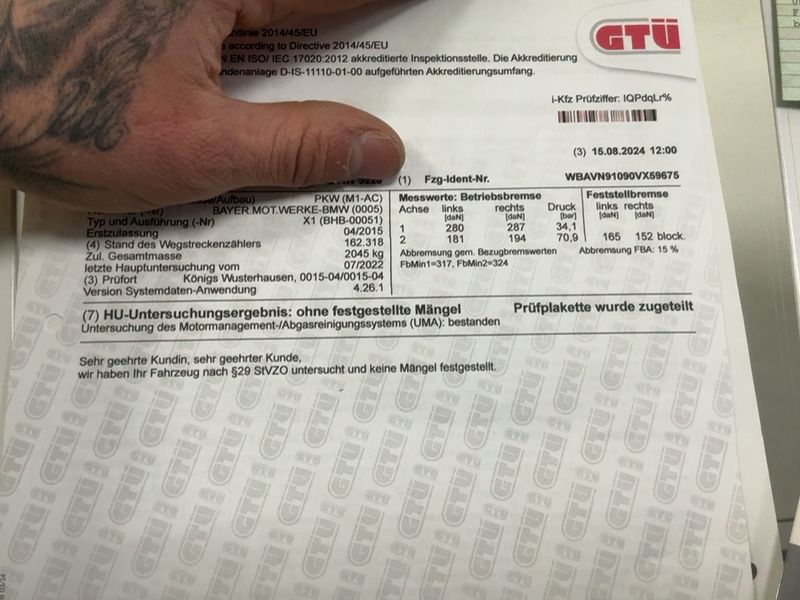 chtlinie 2014/45/EU
e according to Directive 2014/45/EU
N EN ISO/ IEC 17020:2012 akkreditierte Inspektionsstelle. Die Akkreditierung
ndenanlage D-IS-11110-01-00 aufgeführten Akkreditierungsumfang.
GTÜ
i-Kfz Prüfziffer: IQPdqLr%
(3) 15.08.2024 12:00
(1) Fzg-Ident-Nr. WBAVN91090VX59675
/Aufbau) PKW (M1-AC)
BAYER.MOT.WERKE-BMW (0005)
Typ und Ausführung (-Nr) X1 (BHB-00051)
Erstzulassung 04/2015
(4) Stand des Wegstreckenzählers 162.318
Zul. Gesamtmasse 2045 kg
letzte Hauptuntersuchung vom 07/2022
(3) Prüfort Königs Wusterhausen, 0015-04/0015-04
Version Systemdaten-Anwendung 4.26.1
Messwerte: Betriebsbremse Feststellbremse
Achse links rechts Druck links rechts
[daN] [daN] [bar] [daN] [daN]
1 280 287 34,1
2 181 194 70,9 165 152 block.
Abbremsung gem. Bezugbremswerten Abbremsung FBA: 15 %
FbMin1=317, FbMin2=324
(7) HU-Untersuchungsergebnis: ohne festgestellte Mängel Prüfplakette wurde zugeteilt
Untersuchung des Motormanagement-/Abgasreinigungssystems (UMA): bestanden
Sehr geehrte Kundin, sehr geehrter Kunde,
wir haben Ihr Fahrzeug nach §29 StVZO untersucht und keine Mängel festgestellt.